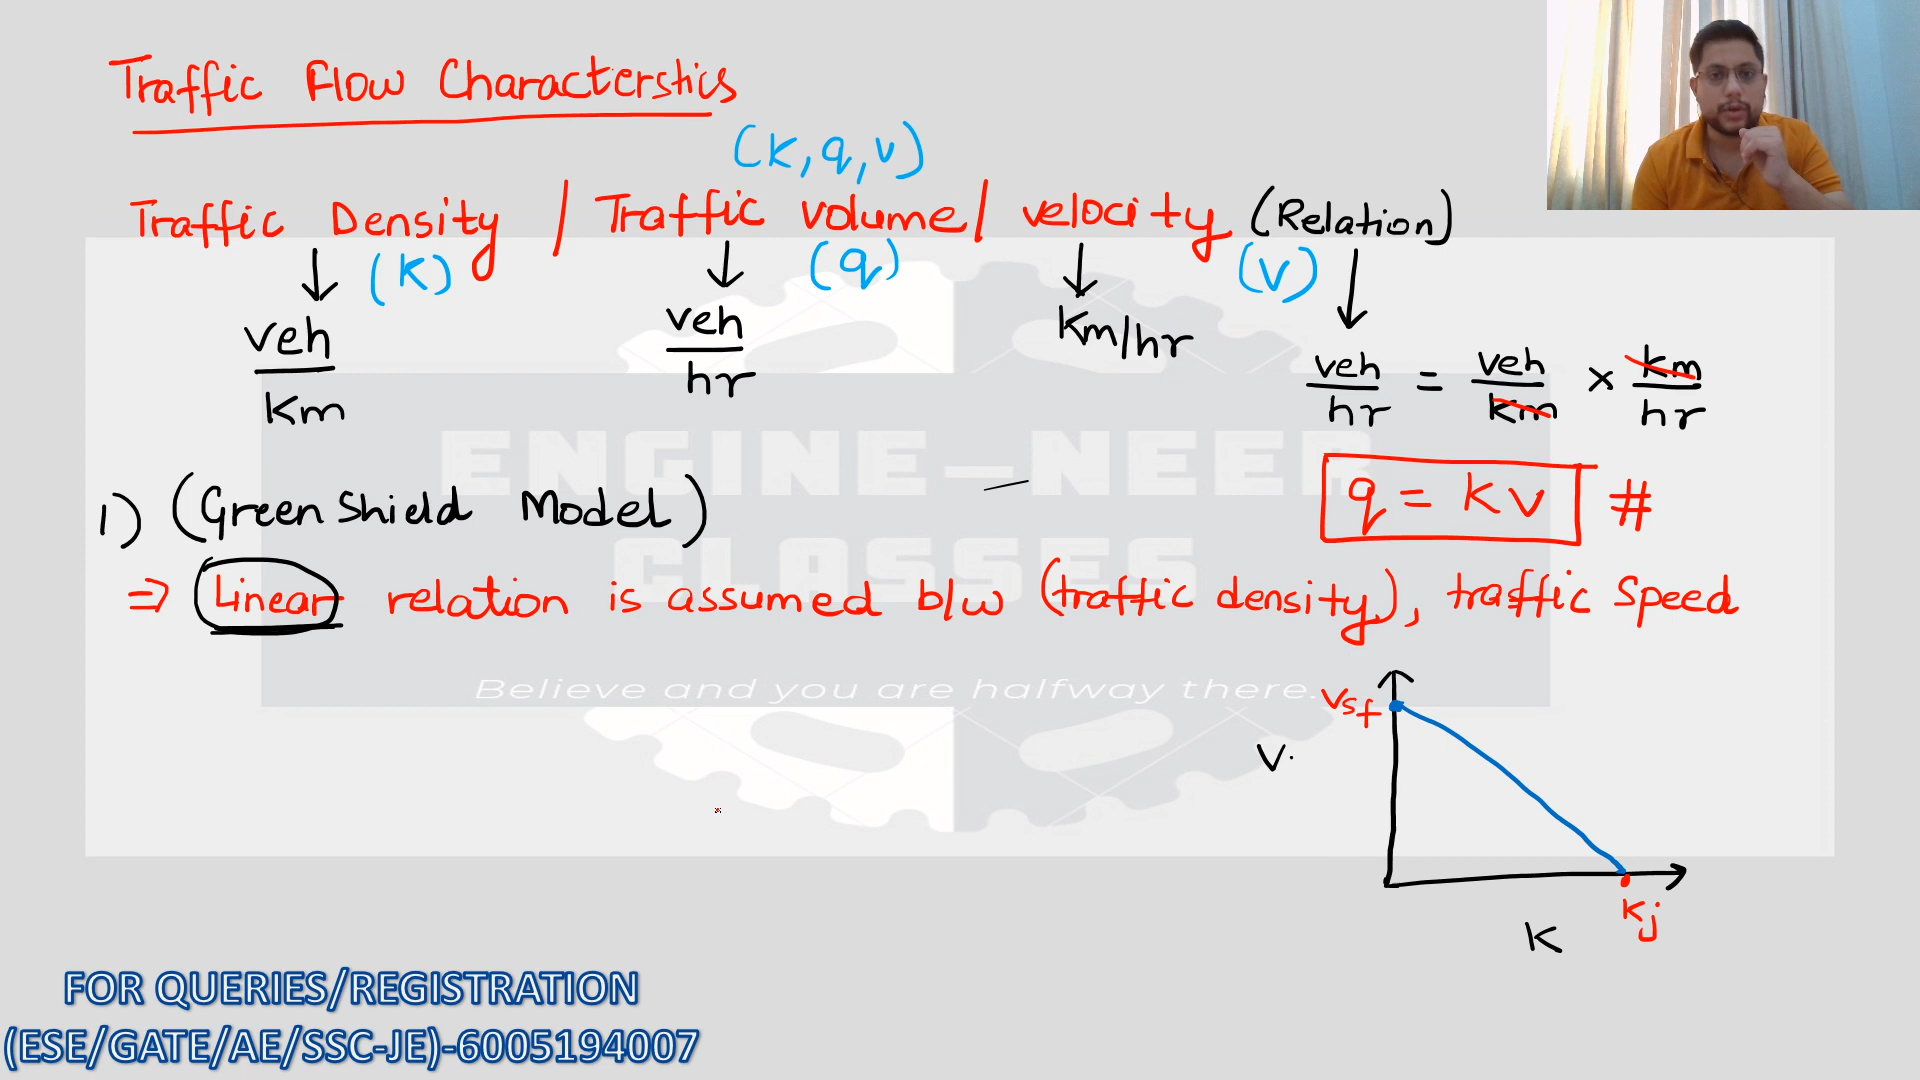 Traffic Flow Characterstics
(K, q, v)
Traffic Density / Traffic volume / velocity (Relation)
(K) (q) (V)
veh/km veh/hr km/hr
veh/hr = veh/km × km/hr
q = kv #
ENGINE-NEER
CLASSES
1) (Green Shield Model)
⇒ Linear relation is assumed b/w (traffic density), traffic speed
Believe and you are halfway there.
Vsf
V
K
Kj
FOR QUERIES/REGISTRATION
(ESE/GATE/AE/SSC-JE)-6005194007